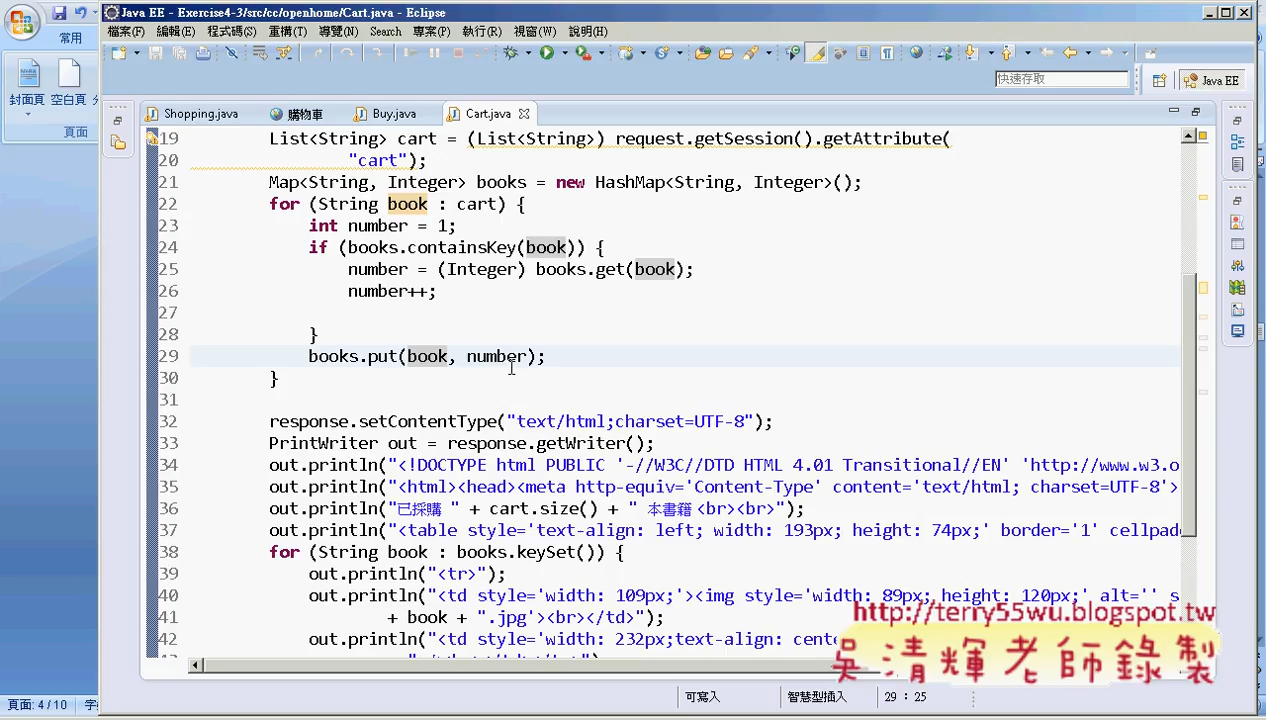 Java EE - Exercise4-3/src/cc/openhome/Cart.java - Eclipse
檔案(F) 編輯(E) 程式碼(S) 重構(T) 導覽(N) Search 專案(P) 執行(R) 視窗(W) 說明(H)
常用
封面頁 空白頁
頁面
快速存取
Java EE
Shopping.java 購物車 Buy.java Cart.java
19 List<String> cart = (List<String>) request.getSession().getAttribute(
20 "cart");
21 Map<String, Integer> books = new HashMap<String, Integer>();
22 for (String book : cart) {
23 int number = 1;
24 if (books.containsKey(book)) {
25 number = (Integer) books.get(book);
26 number++;
27
28 }
29 books.put(book, number);
30 }
31
32 response.setContentType("text/html;charset=UTF-8");
33 PrintWriter out = response.getWriter();
34 out.println("<!DOCTYPE html PUBLIC '-//W3C//DTD HTML 4.01 Transitional//EN' 'http://www.w3.o
35 out.println("<html><head><meta http-equiv='Content-Type' content='text/html; charset=UTF-8'>
36 out.println("已採購 " + cart.size() + " 本書籍<br><br>");
37 out.println("<table style='text-align: left; width: 193px; height: 74px;' border='1' cellpad
38 for (String book : books.keySet()) {
39 out.println("<tr>");
40 out.println("<td style='width: 109px;'><img style='width: 89px; height: 120px;' alt='' s
41 + book + ".jpg'><br></td>");
42 out.println("<td style='width: 232px;text-align: cente
http://terry55wu.blogspot.tw
吳清輝老師錄製
可寫入 智慧型插入 29 : 25
頁面: 4/10